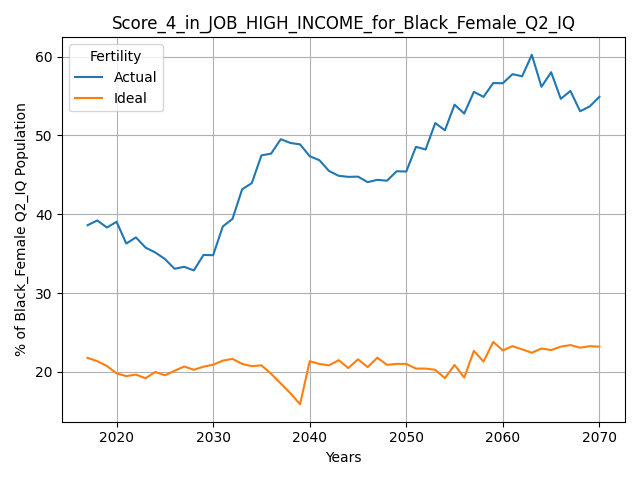 Score_4_in_JOB_HIGH_INCOME_for_Black_Female_Q2_IQ
Fertility
Actual
Ideal
% of Black_Female Q2_IQ Population
60
50
40
30
20
2020 2030 2040 2050 2060 2070
Years